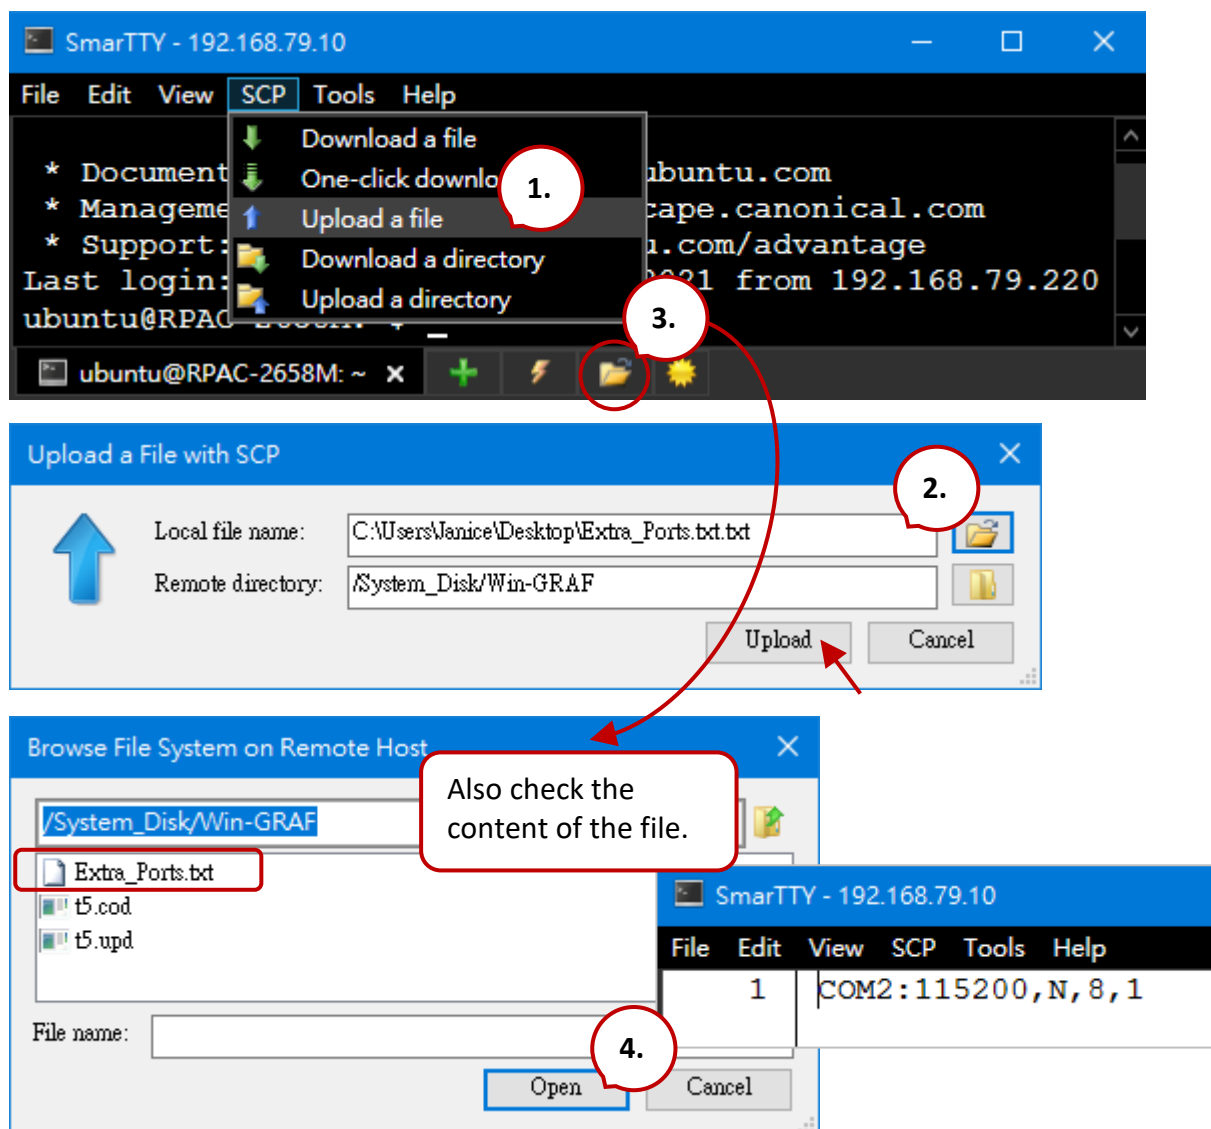 SmarTTY - 192.168.79.10
File Edit View SCP Tools Help
Download a file
One-click downlo
1.
Upload a file
Download a directory
Upload a directory
* Document ubuntu.com
* Manageme cape.canonical.com
* Support: u.com/advantage
Last login: 2021 from 192.168.79.220
ubuntu@RPAC
3.
ubuntu@RPAC-2658M: ~
Upload a File with SCP
2.
Local file name: C:\Users\Janice\Desktop\Extra_Ports.txt.txt
Remote directory: /System_Disk/Win-GRAF
Upload Cancel
Browse File System on Remote Host
Also check the
content of the file.
/System_Disk/Win-GRAF
Extra_Ports.txt
t5.cod
t5.upd
SmarTTY - 192.168.79.10
File Edit View SCP Tools Help
1 COM2:115200,N,8,1
File name:
4.
Open Cancel